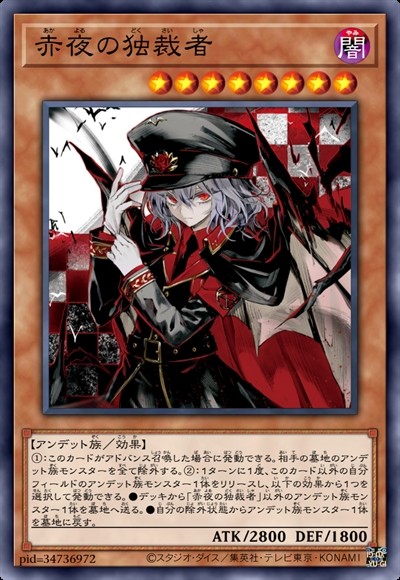 赤夜の独裁者
闇
【アンデット族／効果】
①：このカードがアドバンス召喚した場合に発動できる。相手の墓地のアンデッ
ト族モンスターを全て除外する。②：1ターンに1度、このカード以外の自分
フィールドのアンデット族モンスター1体をリリースし、以下の効果から1つを
選択して発動できる。●デッキから「赤夜の独裁者」以外のアンデット族モン
スター1体を墓地へ送る。●自分の除外状態からアンデット族モンスター1体
を墓地に戻す。
ATK/2800 DEF/1800
pid=34736972 ©スタジオ・ダイス／集英社・テレビ東京・KONAMI